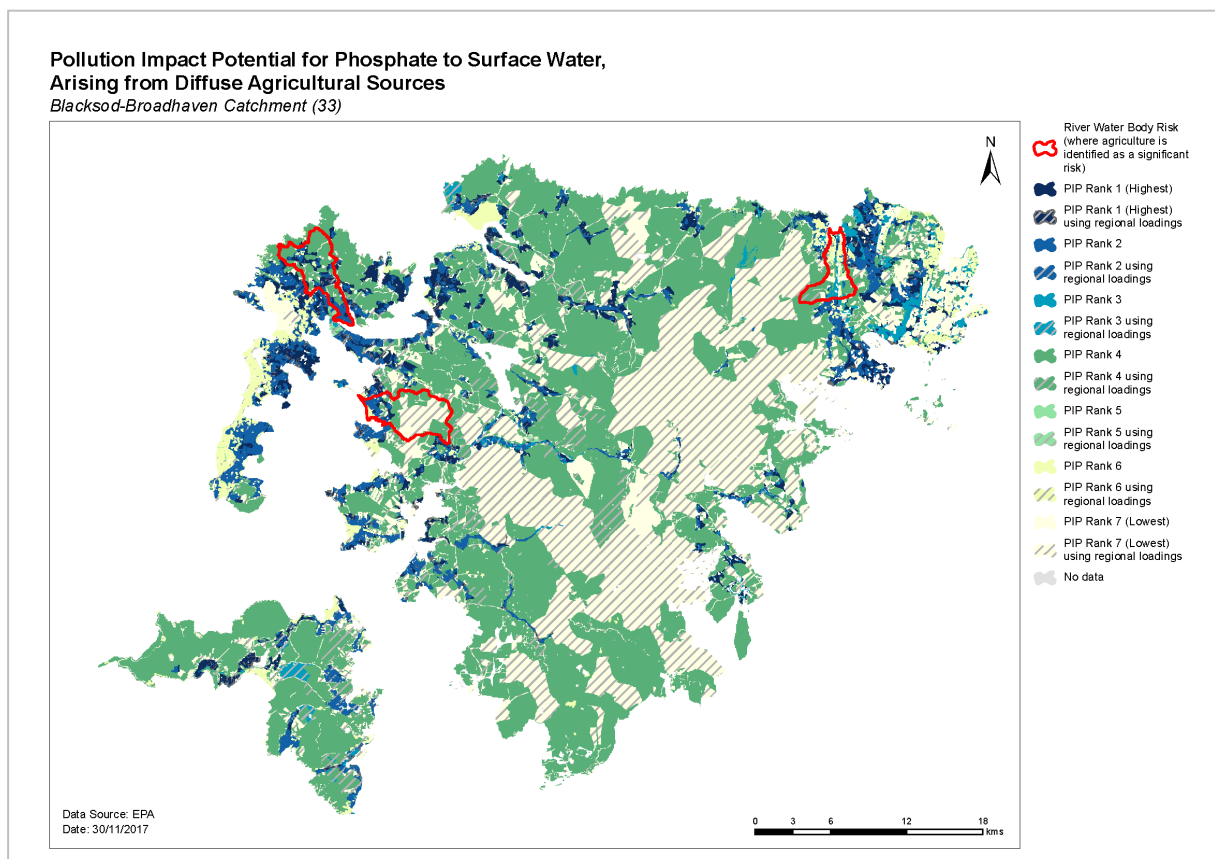 Pollution Impact Potential for Phosphate to Surface Water,
Arising from Diffuse Agricultural Sources
Blacksod-Broadhaven Catchment (33)
N
River Water Body Risk
(where agriculture is
identified as a significant
risk)
PIP Rank 1 (Highest)
PIP Rank 1 (Highest)
using regional loadings
PIP Rank 2
PIP Rank 2 using
regional loadings
PIP Rank 3
PIP Rank 3 using
regional loadings
PIP Rank 4
PIP Rank 4 using
regional loadings
PIP Rank 5
PIP Rank 5 using
regional loadings
PIP Rank 6
PIP Rank 6 using
regional loadings
PIP Rank 7 (Lowest)
PIP Rank 7 (Lowest)
using regional loadings
No data
Data Source: EPA
Date: 30/11/2017
0 3 6 12 18
kms